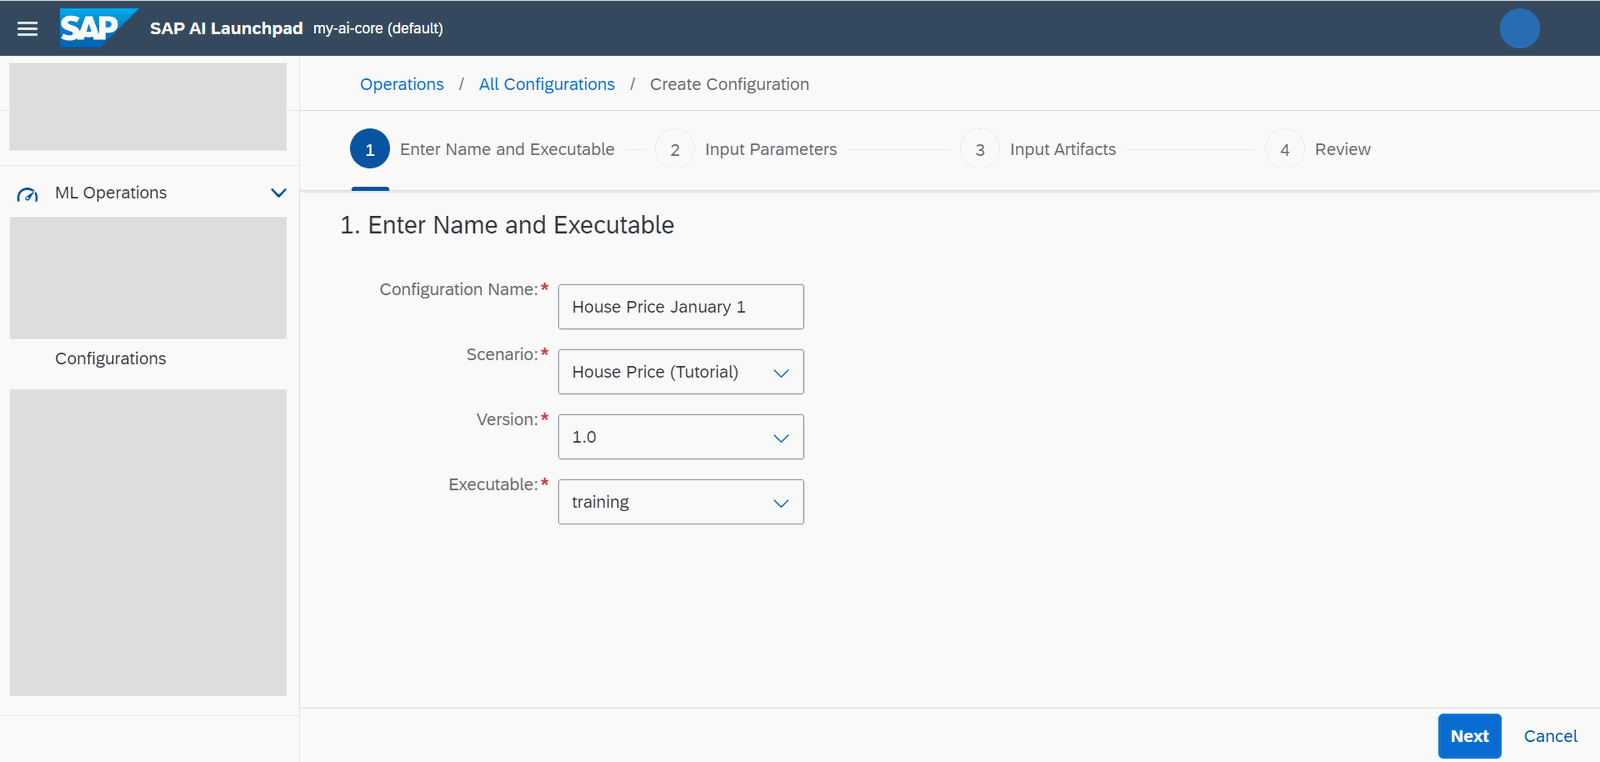 SAP SAP AI Launchpad my-ai-core (default)
Operations / All Configurations / Create Configuration
1 Enter Name and Executable 2 Input Parameters 3 Input Artifacts 4 Review
ML Operations
Configurations
1. Enter Name and Executable
Configuration Name:* House Price January 1
Scenario:* House Price (Tutorial)
Version:* 1.0
Executable:* training
Next Cancel